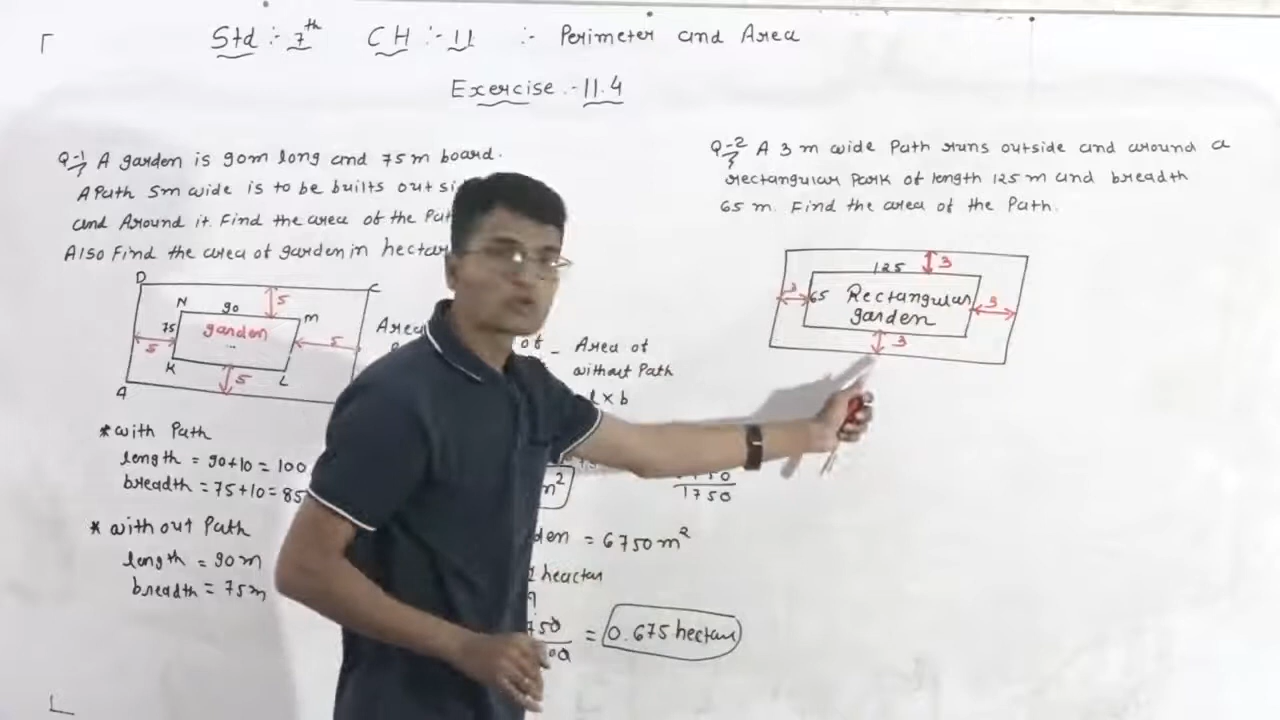 Std :- 7th CH :- 11 :- Perimeter and Area
Exercise :- 11.4
Q-1 A garden is 90m long and 75m board.
A Path 5m wide is to be builts out si
and Around it. Find the area of the Pat
Also Find the area of garden in hectar
D C
N 90 m
5
75 garden
5 5
K L
5
A
Area of - Area of
without Path
l x b
* with Path
length = 90+10 = 100
breadth = 75+10 = 85
m²
1750
* without Path
length = 90m
breadth = 75m
den = 6750 m²
heactar
750 = 0.675 hectar
Q-2 A 3 m wide Path runs outside and around a
rectangular Park of length 125 m and breadth
65 m. Find the area of the Path.
125 3
3 65 Rectangular 3
garden
3